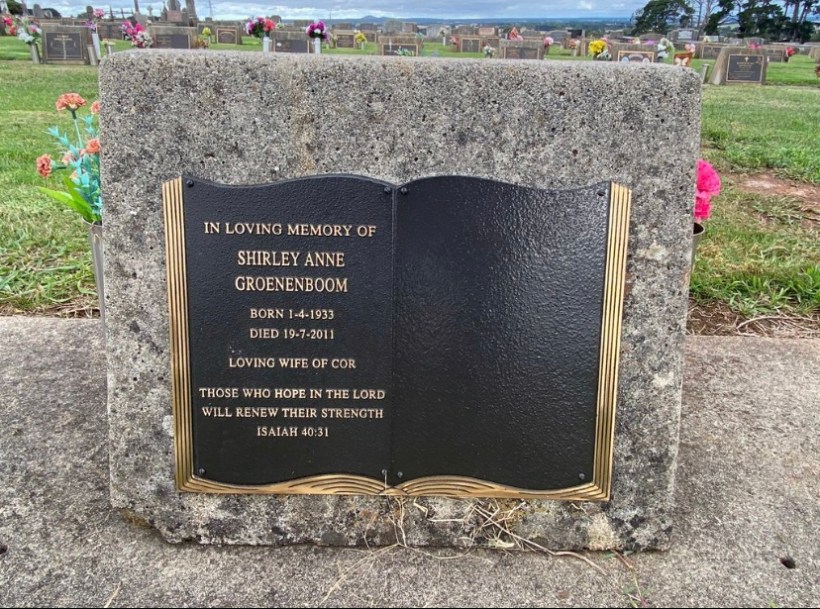 IN LOVING MEMORY OF
SHIRLEY ANNE
GROENENBOOM
BORN 1-4-1933
DIED 19-7-2011
LOVING WIFE OF COR
THOSE WHO HOPE IN THE LORD
WILL RENEW THEIR STRENGTH
ISAIAH 40:31